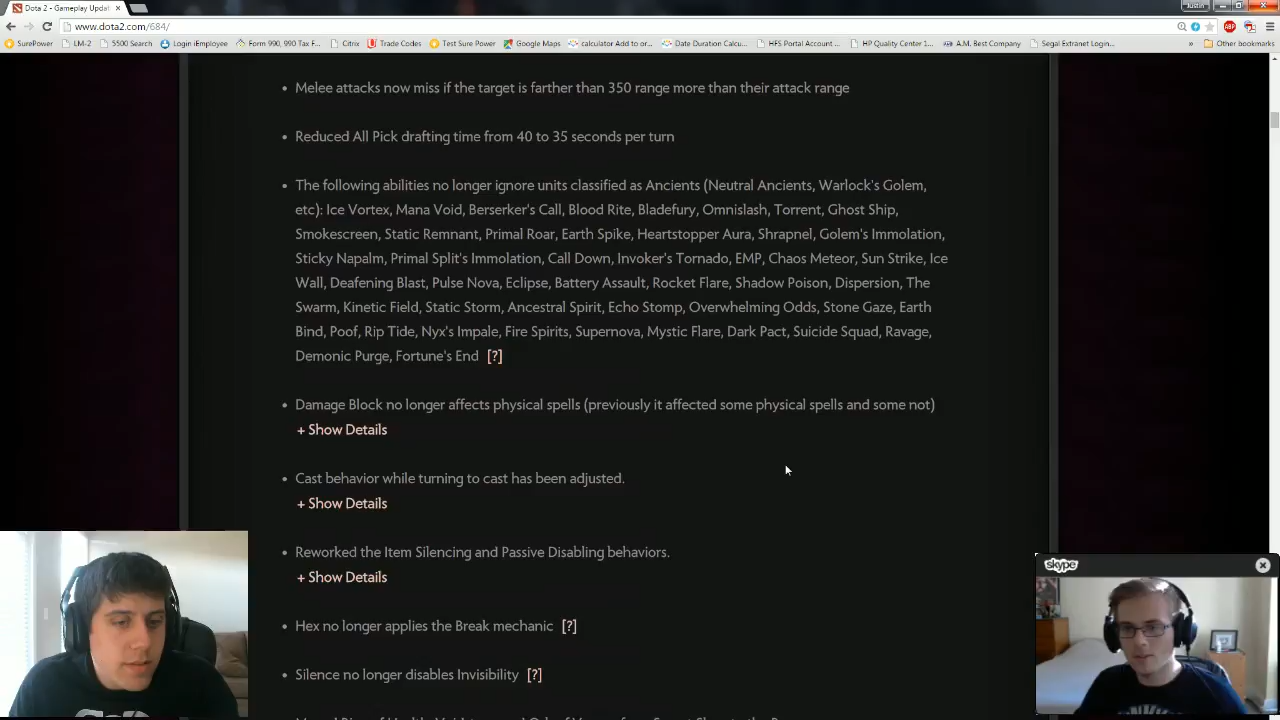 Dota 2 - Gameplay Updat
Justin
www.dota2.com/684/
SurePower
LM-2
5500 Search
Login iEmployee
Form 990, 990 Tax F...
Citrix
Trade Codes
Test Sure Power
Google Maps
calculator Add to or...
Date Duration Calcu...
HFS Portal Account ...
HP Quality Center 1...
A.M. Best Company
Segal Extranet Login...
»
Other bookmarks
• Melee attacks now miss if the target is farther than 350 range more than their attack range
• Reduced All Pick drafting time from 40 to 35 seconds per turn
• The following abilities no longer ignore units classified as Ancients (Neutral Ancients, Warlock's Golem,
etc): Ice Vortex, Mana Void, Berserker's Call, Blood Rite, Bladefury, Omnislash, Torrent, Ghost Ship,
Smokescreen, Static Remnant, Primal Roar, Earth Spike, Heartstopper Aura, Shrapnel, Golem's Immolation,
Sticky Napalm, Primal Split's Immolation, Call Down, Invoker's Tornado, EMP, Chaos Meteor, Sun Strike, Ice
Wall, Deafening Blast, Pulse Nova, Eclipse, Battery Assault, Rocket Flare, Shadow Poison, Dispersion, The
Swarm, Kinetic Field, Static Storm, Ancestral Spirit, Echo Stomp, Overwhelming Odds, Stone Gaze, Earth
Bind, Poof, Rip Tide, Nyx's Impale, Fire Spirits, Supernova, Mystic Flare, Dark Pact, Suicide Squad, Ravage,
Demonic Purge, Fortune's End [?]
• Damage Block no longer affects physical spells (previously it affected some physical spells and some not)
+ Show Details
• Cast behavior while turning to cast has been adjusted.
+ Show Details
• Reworked the Item Silencing and Passive Disabling behaviors.
+ Show Details
• Hex no longer applies the Break mechanic [?]
• Silence no longer disables Invisibility [?]
skype